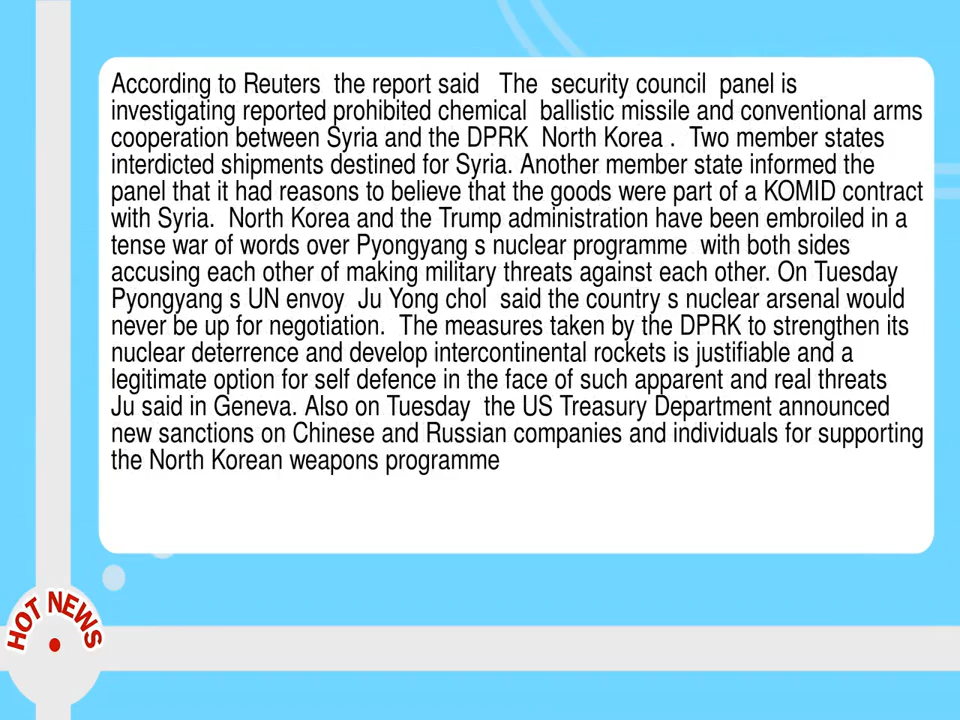 According to Reuters the report said The security council panel is
investigating reported prohibited chemical ballistic missile and conventional arms
cooperation between Syria and the DPRK North Korea . Two member states
interdicted shipments destined for Syria. Another member state informed the
panel that it had reasons to believe that the goods were part of a KOMID contract
with Syria. North Korea and the Trump administration have been embroiled in a
tense war of words over Pyongyang s nuclear programme with both sides
accusing each other of making military threats against each other. On Tuesday
Pyongyang s UN envoy Ju Yong chol said the country s nuclear arsenal would
never be up for negotiation. The measures taken by the DPRK to strengthen its
nuclear deterrence and develop intercontinental rockets is justifiable and a
legitimate option for self defence in the face of such apparent and real threats
Ju said in Geneva. Also on Tuesday the US Treasury Department announced
new sanctions on Chinese and Russian companies and individuals for supporting
the North Korean weapons programme
HOT NEWS